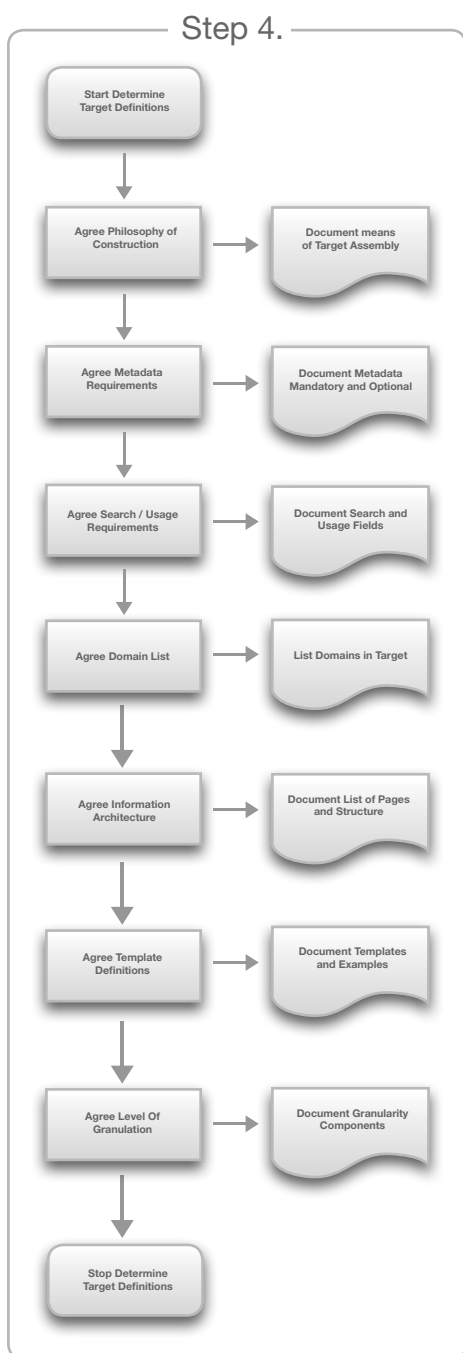 Step 4.
Start Determine
Target Definitions
Agree Philosophy of
Construction
Document means
of Target Assembly
Agree Metadata
Requirements
Document Metadata
Mandatory and Optional
Agree Search / Usage
Requirements
Document Search and
Usage Fields
Agree Domain List
List Domains in Target
Agree Information
Architecture
Document List of Pages
and Structure
Agree Template
Definitions
Document Templates
and Examples
Agree Level Of
Granulation
Document Granularity
Components
Stop Determine
Target Definitions